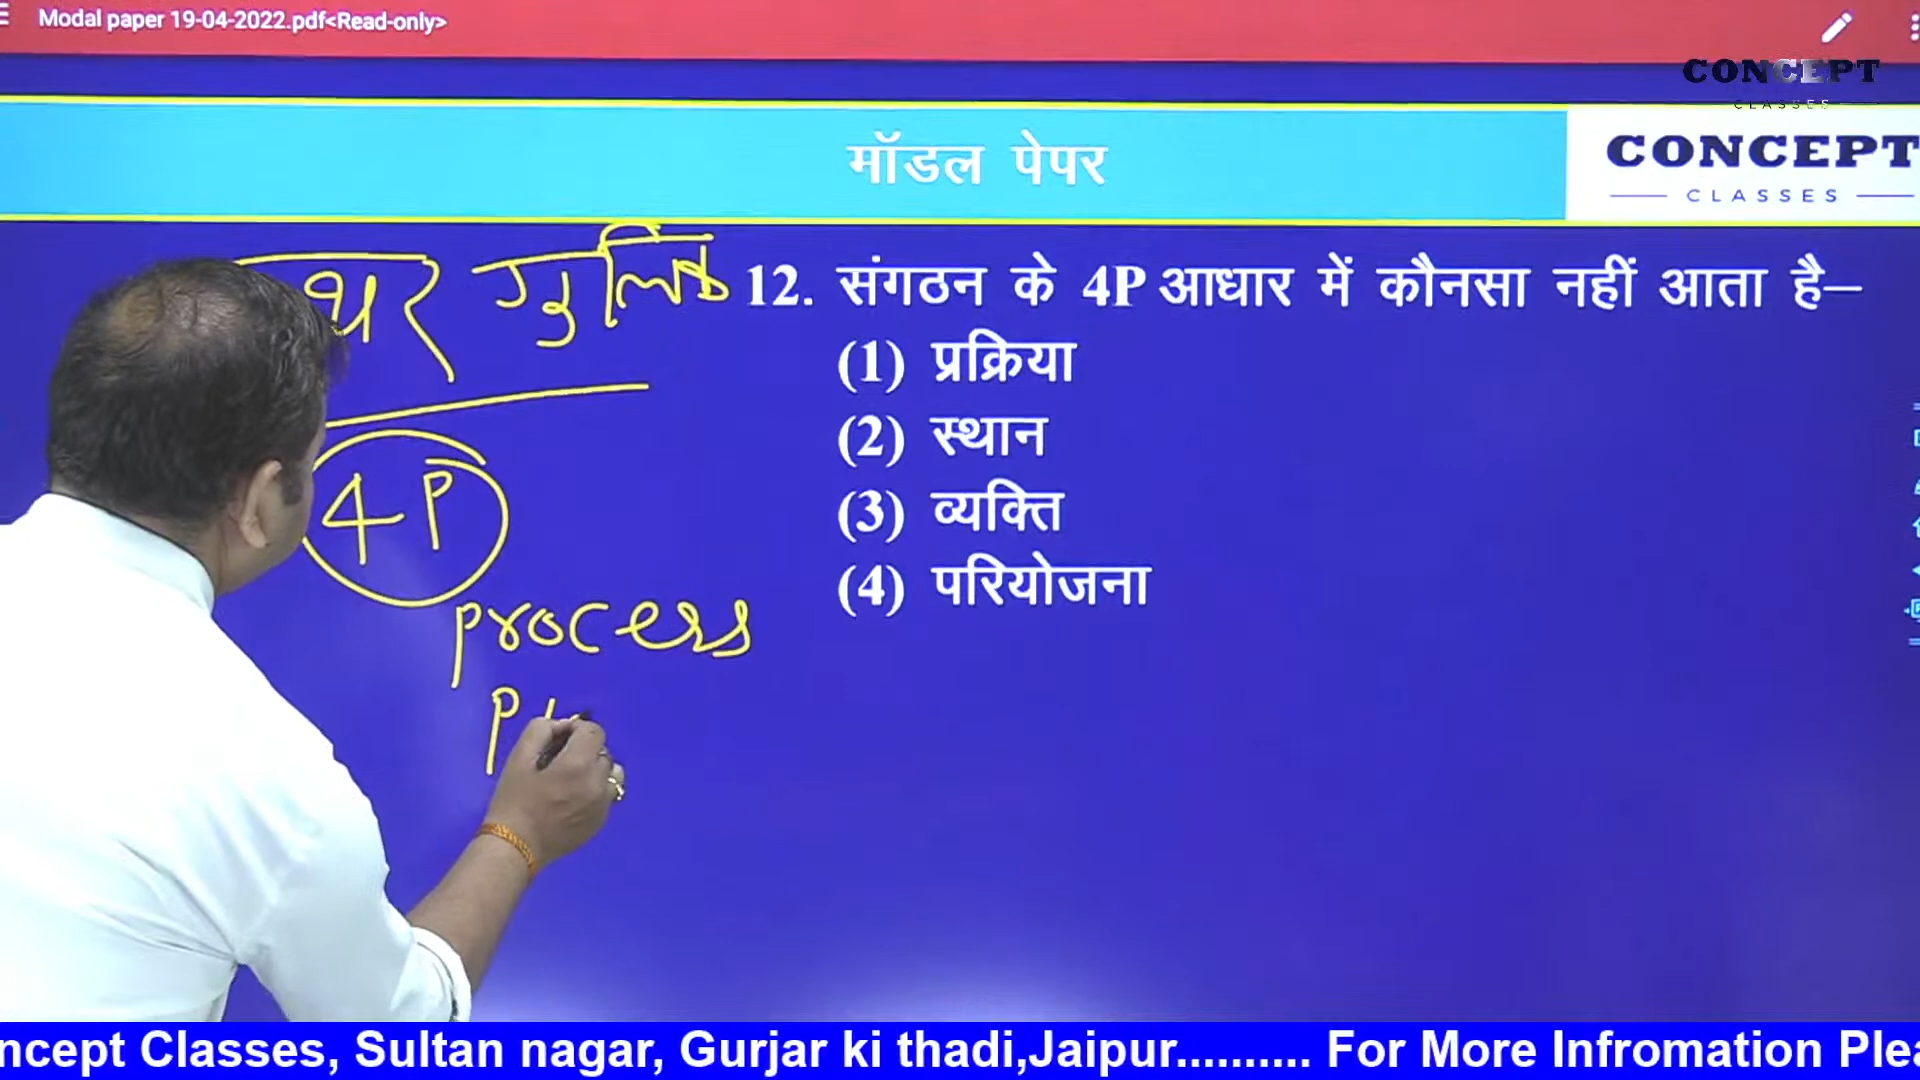 Modal paper 19-04-2022.pdf<Read-only>
CONCEPT
CLASSES
मॉडल पेपर
CONCEPT
CLASSES
थर गुलिक
12. संगठन के 4P आधार में कौनसा नहीं आता है–
(1) प्रक्रिया
(2) स्थान
(3) व्यक्ति
(4) परियोजना
4P
process
ncept Classes, Sultan nagar, Gurjar ki thadi,Jaipur.......... For More Infromation Plea